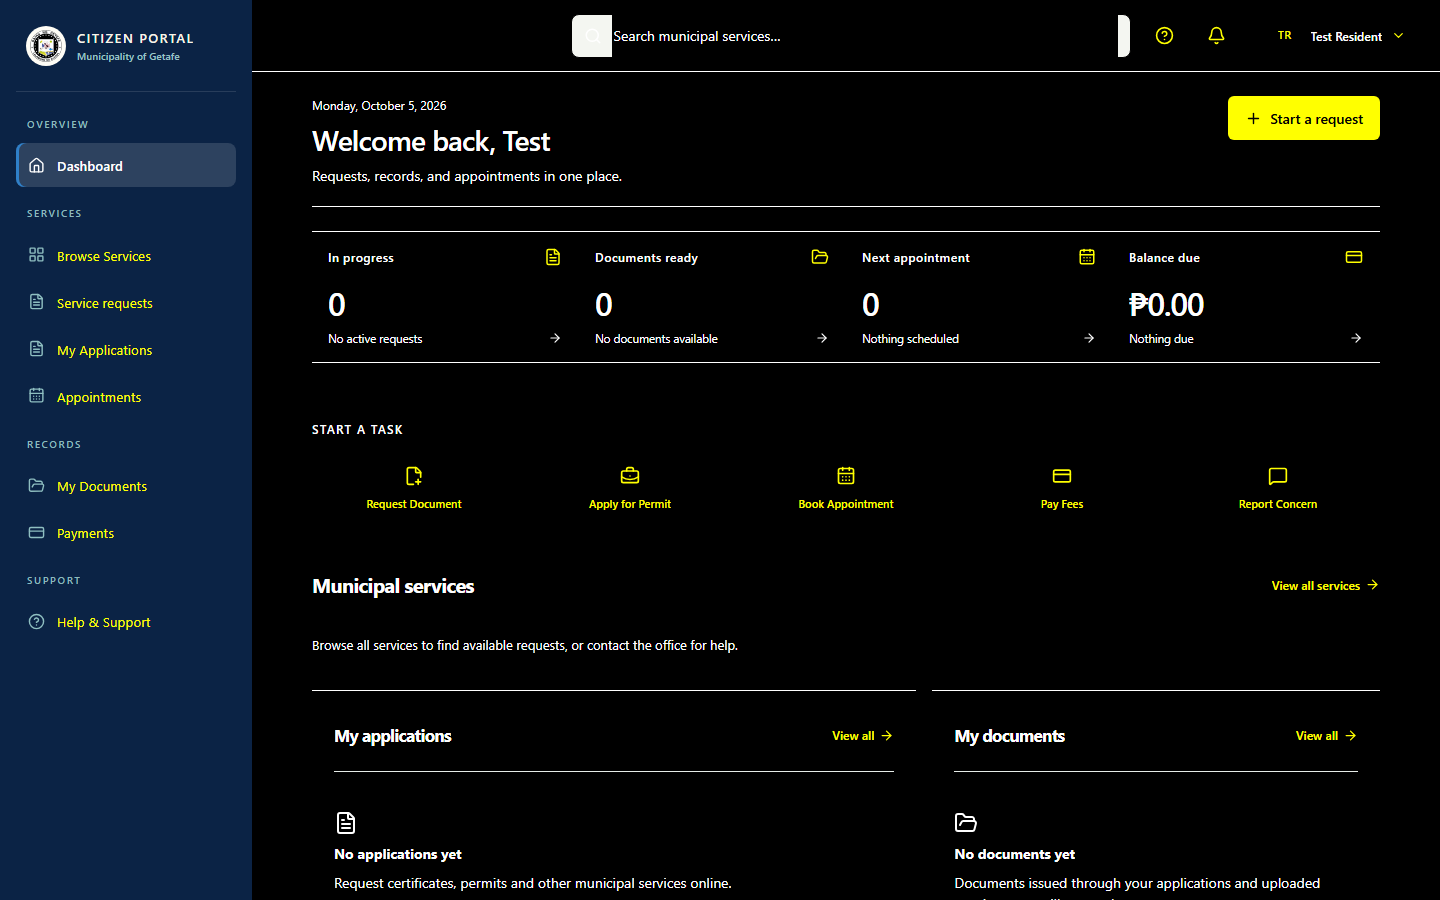 CITIZEN PORTAL
Municipality of Getafe
OVERVIEW
Dashboard
SERVICES
Browse Services
Service requests
My Applications
Appointments
RECORDS
My Documents
Payments
SUPPORT
Help & Support
Search municipal services...
TR
Test Resident
Monday, October 5, 2026
Welcome back, Test
Requests, records, and appointments in one place.
+ Start a request
In progress
0
No active requests
Documents ready
0
No documents available
Next appointment
0
Nothing scheduled
Balance due
₱0.00
Nothing due
START A TASK
Request Document
Apply for Permit
Book Appointment
Pay Fees
Report Concern
Municipal services
View all services
Browse all services to find available requests, or contact the office for help.
My applications
View all
No applications yet
Request certificates, permits and other municipal services online.
My documents
View all
No documents yet
Documents issued through your applications and uploaded